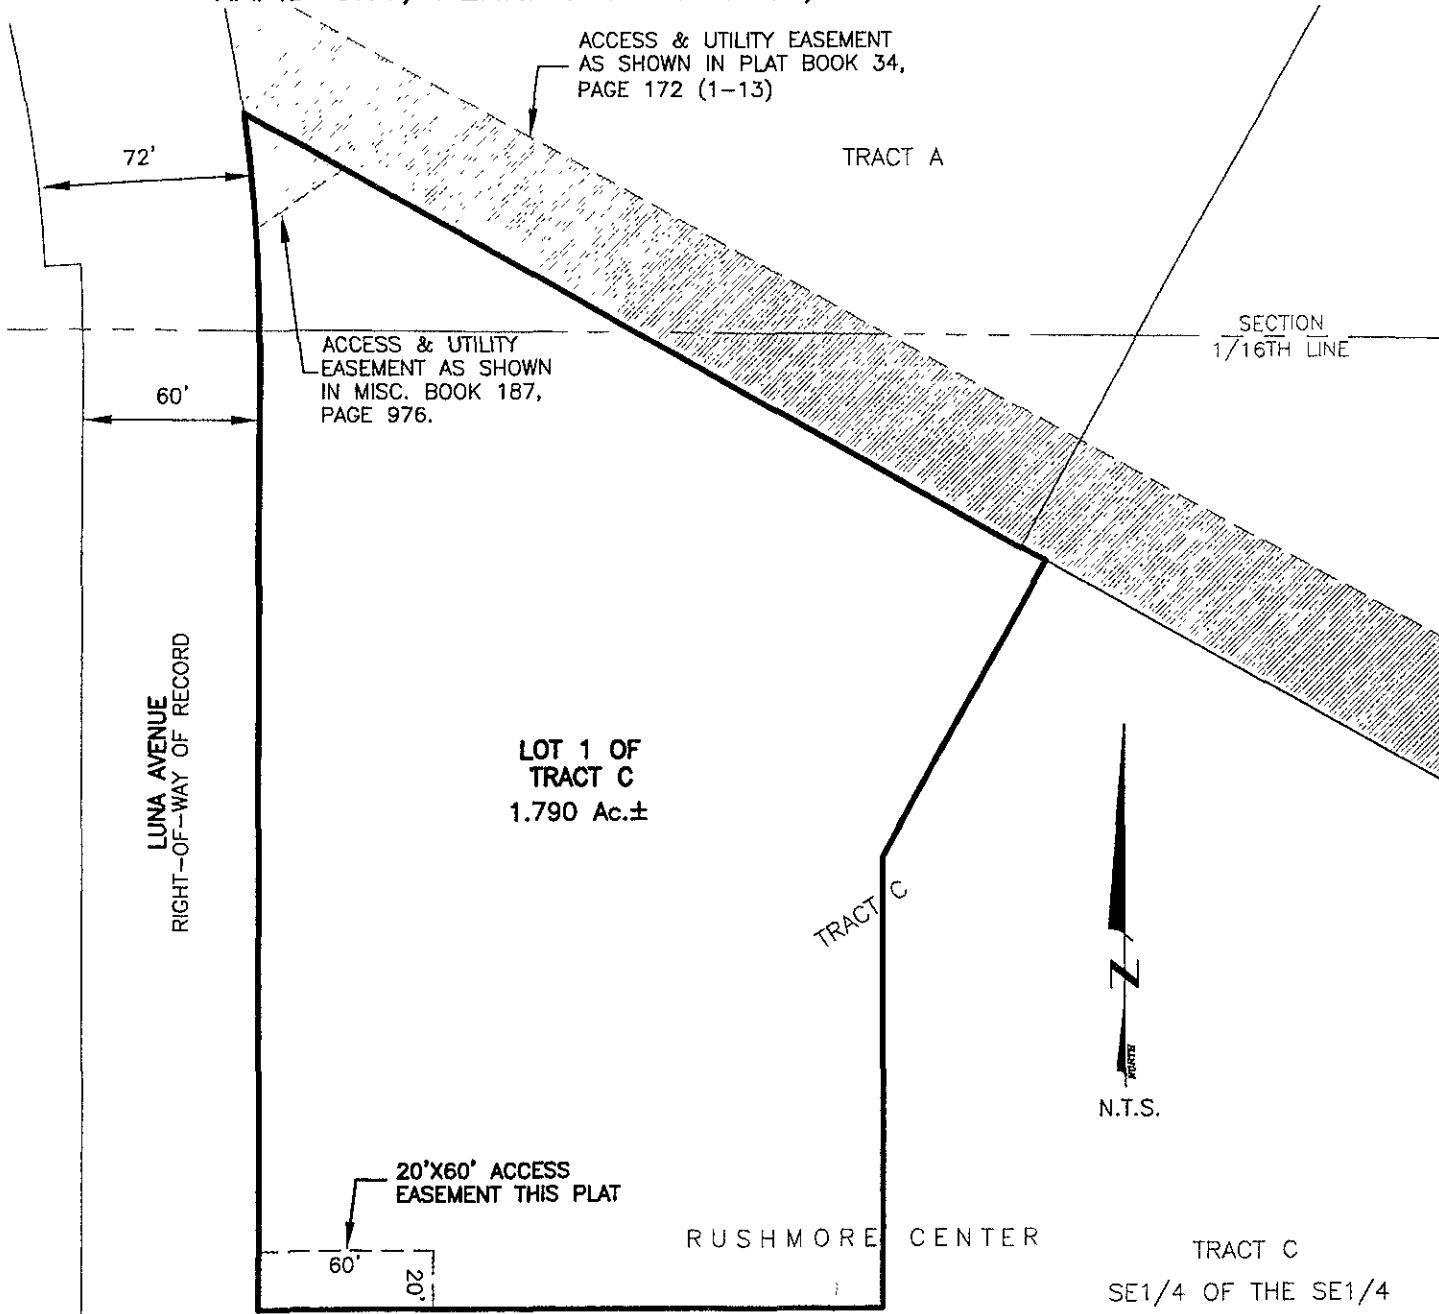 ACCESS & UTILITY EASEMENT
AS SHOWN IN PLAT BOOK 34,
PAGE 172 (1-13)
TRACT A
72'
SECTION
1/16TH LINE
ACCESS & UTILITY
EASEMENT AS SHOWN
IN MISC. BOOK 187,
PAGE 976.
60'
LUNA AVENUE
RIGHT-OF-WAY OF RECORD
LOT 1 OF
TRACT C
1.790 Ac.±
TRACT C
N
NORTH
N.T.S.
20'X60' ACCESS
EASEMENT THIS PLAT
60'
20'
RUSHMORE CENTER
TRACT C
SE1/4 OF THE SE1/4